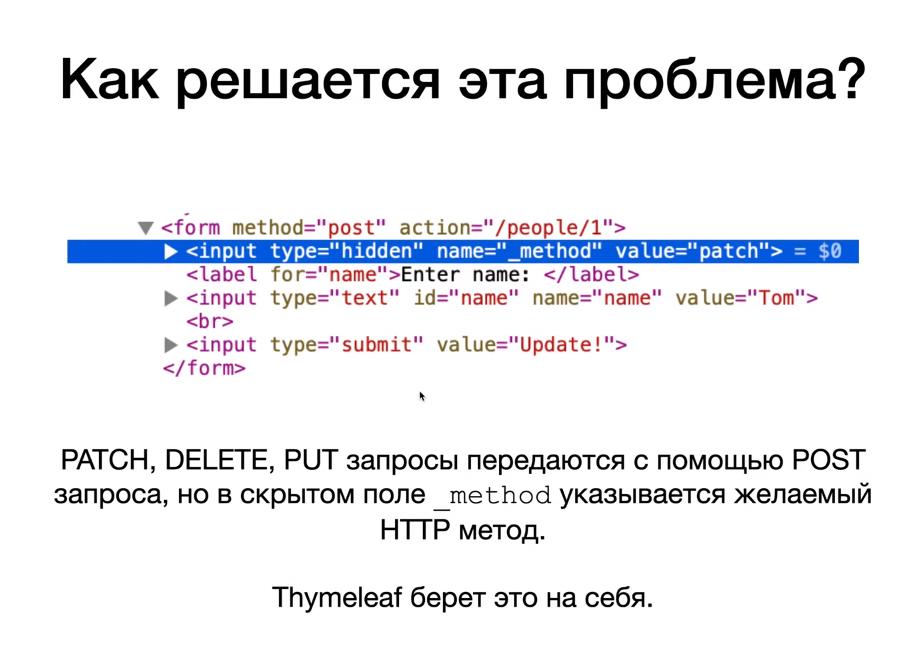 Как решается эта проблема?
<form method="post" action="/people/1">
<input type="hidden" name="_method" value="patch"> = $0
<label for="name">Enter name: </label>
<input type="text" id="name" name="name" value="Tom">
<br>
<input type="submit" value="Update!">
</form>
PATCH, DELETE, PUT запросы передаются с помощью POST
запроса, но в скрытом поле _method указывается желаемый
HTTP метод.
Thymeleaf берет это на себя.